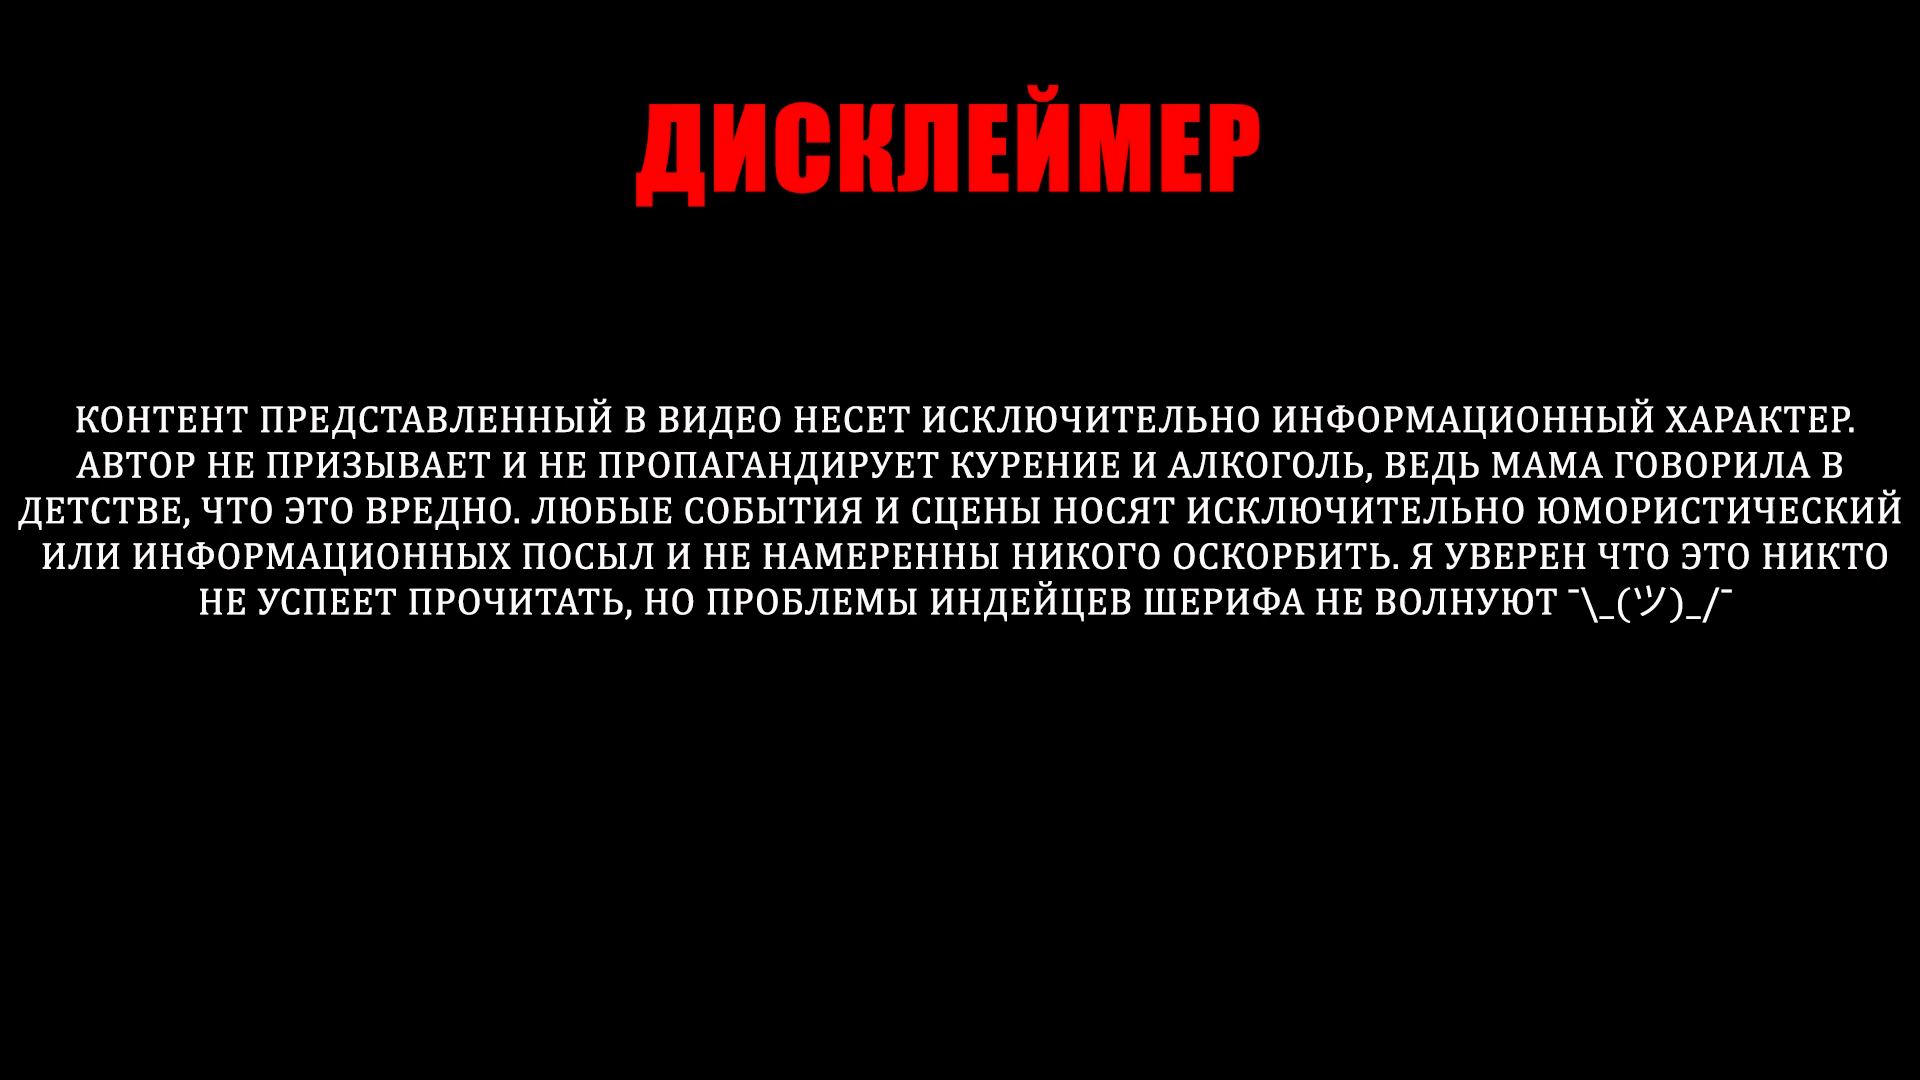 ДИСКЛЕЙМЕР
КОНТЕНТ ПРЕДСТАВЛЕННЫЙ В ВИДЕО НЕСЕТ ИСКЛЮЧИТЕЛЬНО ИНФОРМАЦИОННЫЙ ХАРАКТЕР.
АВТОР НЕ ПРИЗЫВАЕТ И НЕ ПРОПАГАНДИРУЕТ КУРЕНИЕ И АЛКОГОЛЬ, ВЕДЬ МАМА ГОВОРИЛА В
ДЕТСТВЕ, ЧТО ЭТО ВРЕДНО. ЛЮБЫЕ СОБЫТИЯ И СЦЕНЫ НОСЯТ ИСКЛЮЧИТЕЛЬНО ЮМОРИСТИЧЕСКИЙ
ИЛИ ИНФОРМАЦИОННЫХ ПОСЫЛ И НЕ НАМЕРЕННЫ НИКОГО ОСКОРБИТЬ. Я УВЕРЕН ЧТО ЭТО НИКТО
НЕ УСПЕЕТ ПРОЧИТАТЬ, НО ПРОБЛЕМЫ ИНДЕЙЦЕВ ШЕРИФА НЕ ВОЛНУЮТ ¯\_(ツ)_/¯